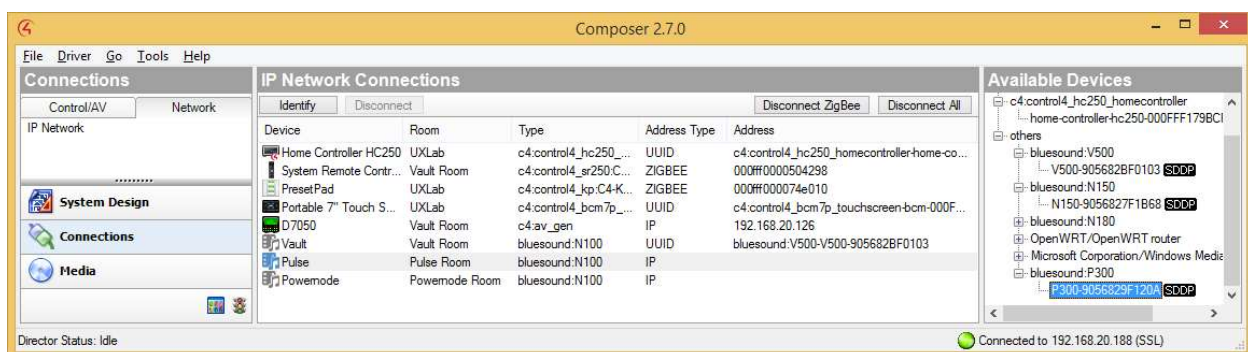 Composer 2.7.0
File Driver Go Tools Help
Connections
Control/AV Network
IP Network
System Design
Connections
Media
IP Network Connections
Identify Disconnect Disconnect ZigBee Disconnect All
Device Room Type Address Type Address
Home Controller HC250 UXLab c4:control4_hc250_... UUID c4:control4_hc250_homecontroller-home-co...
System Remote Contr... Vault Room c4:control4_sr250:C... ZIGBEE 000fff0000504298
PresetPad UXLab c4:control4_kp:C4-K... ZIGBEE 000fff000074e010
Portable 7" Touch S... UXLab c4:control4_bcm7p_... UUID c4:control4_bcm7p_touchscreen-bcm-000F...
D7050 Vault Room c4:av_gen IP 192.168.20.126
Vault Vault Room bluesound:N100 UUID bluesound:V500-V500-905682BF0103
Pulse Pulse Room bluesound:N100 IP
Powernode Powernode Room bluesound:N100 IP
Available Devices
c4:control4_hc250_homecontroller
home-controller-hc250-000FFF179BCI
others
bluesound:V500
V500-905682BF0103 SDDP
bluesound:N150
N150-9056827F1B68 SDDP
bluesound:N180
OpenWRT/OpenWRT router
Microsoft Corporation/Windows Media
bluesound:P300
P300-9056829F120A SDDP
Director Status: Idle
Connected to 192.168.20.188 (SSL)